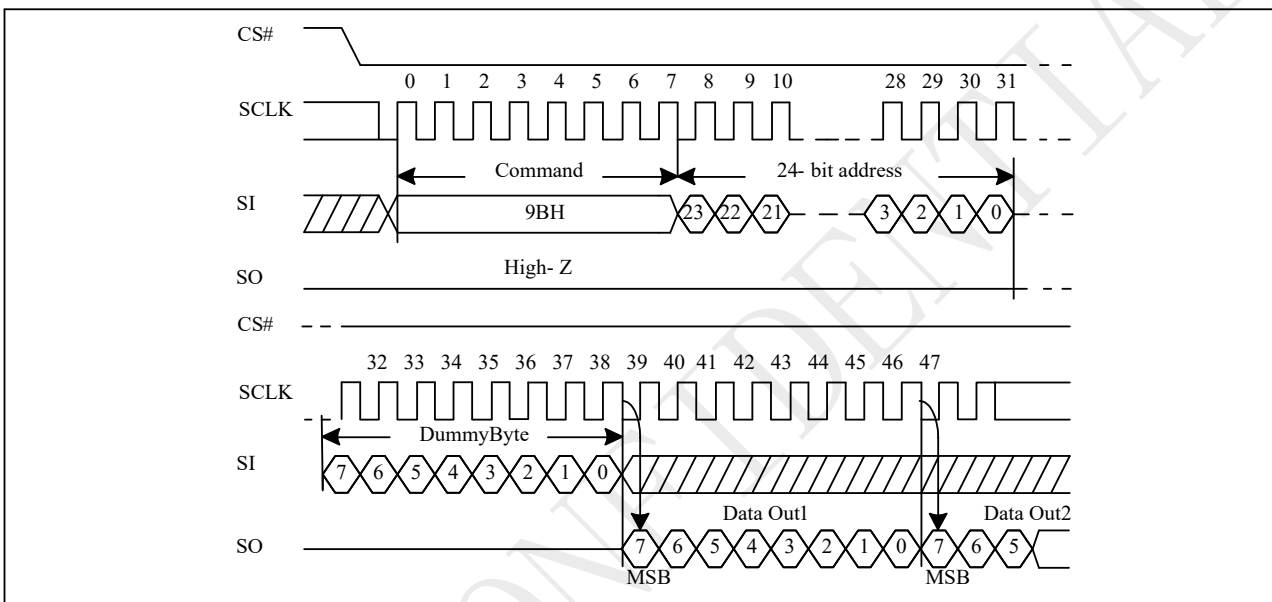 CS#
0 1 2 3 4 5 6 7 8 9 10 28 29 30 31
SCLK
Command 24- bit address
SI 9BH 23 22 21 3 2 1 0
SO High- Z
CS#
32 33 34 35 36 37 38 39 40 41 42 43 44 45 46 47
SCLK
DummyByte
SI 7 6 5 4 3 2 1 0
Data Out1 Data Out2
SO 7 6 5 4 3 2 1 0 7 6 5
MSB MSB
CONFIDENTIAL